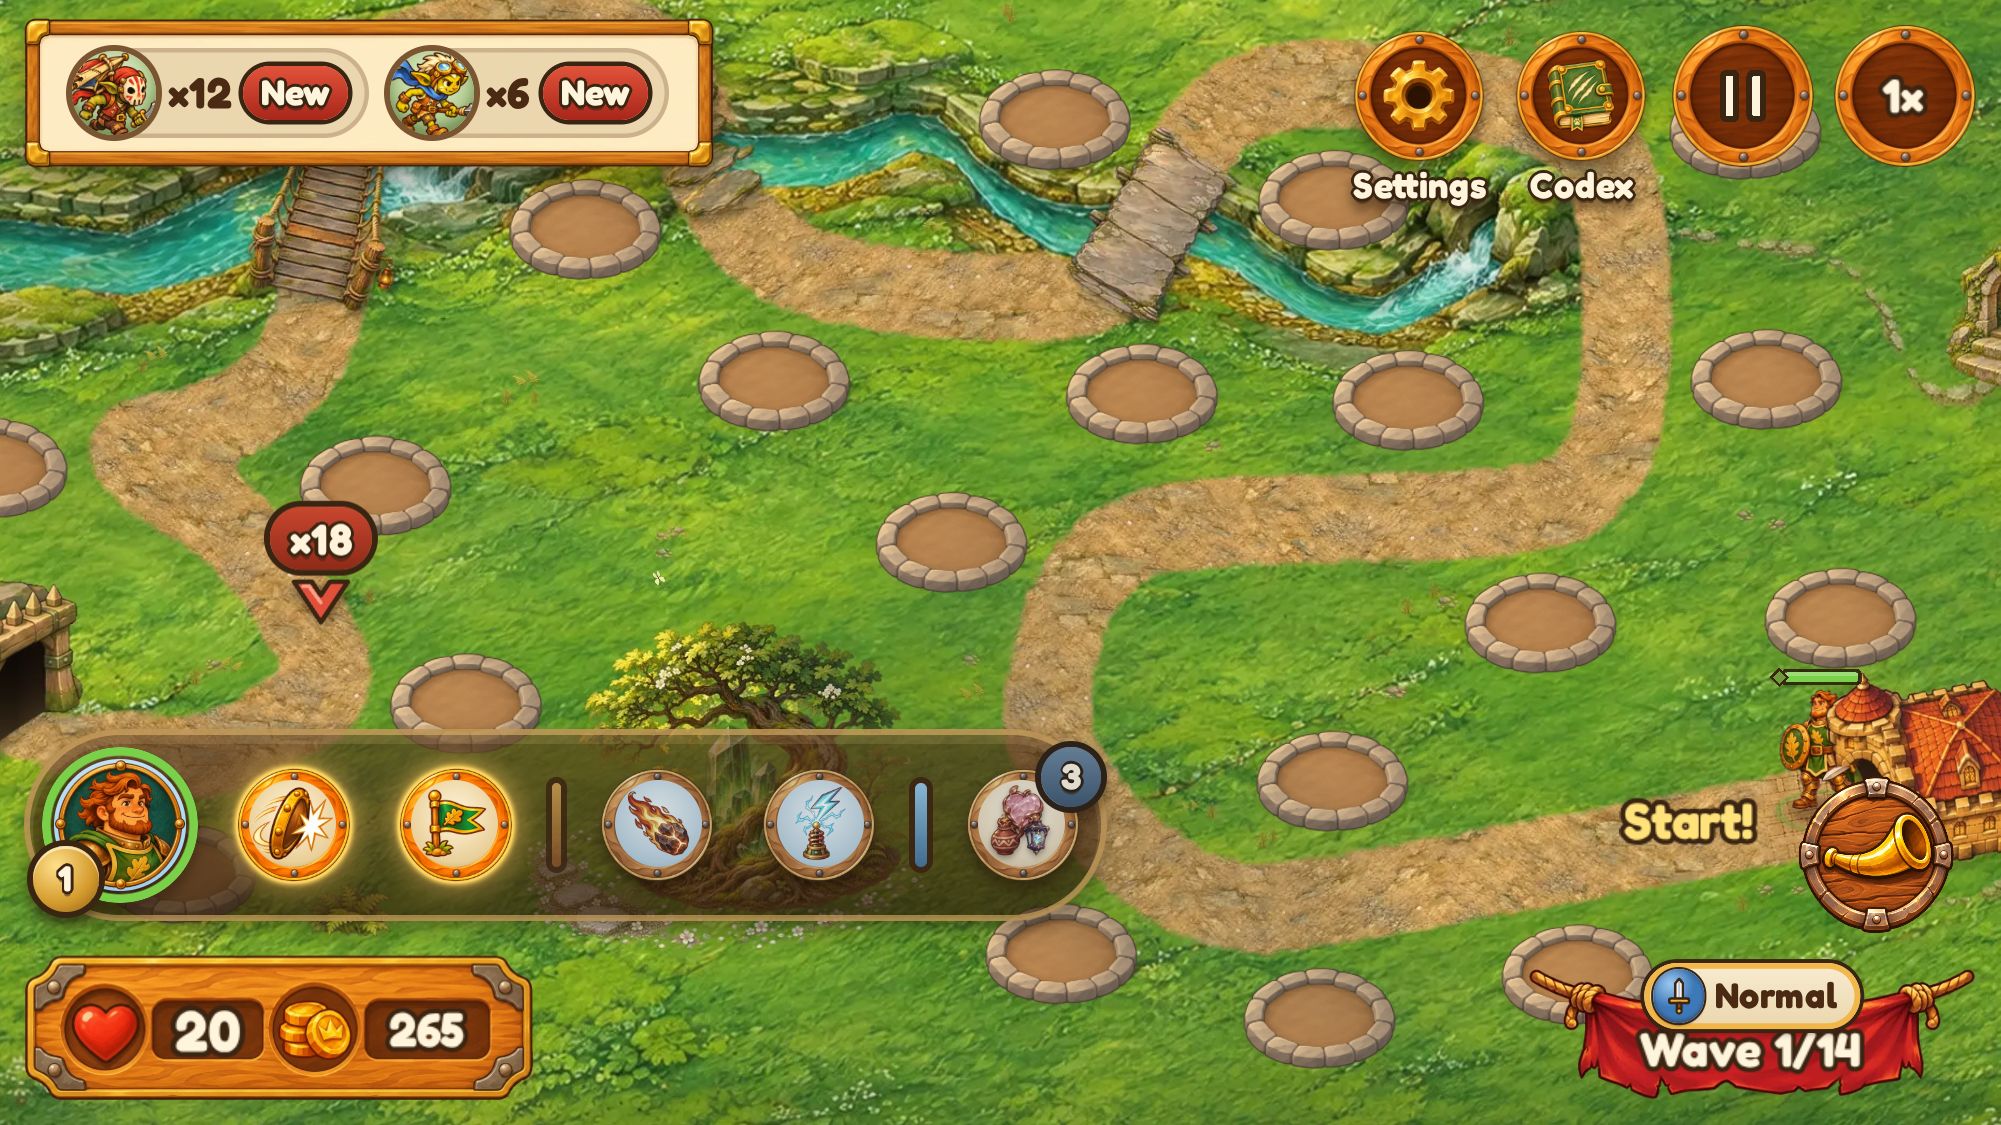 x12 New x6 New
1x
Settings Codex
x18
3
1
Start!
20 265
Normal
Wave 1/14